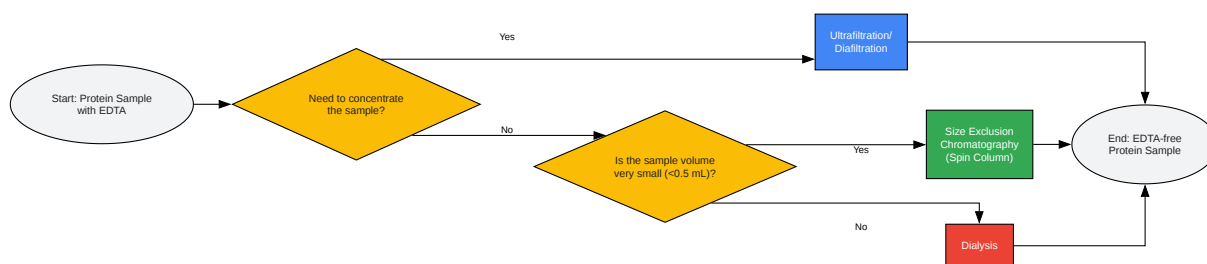 Start: Protein Sample
with EDTA
Need to concentrate
the sample?
Yes
Ultrafiltration/
Diafiltration
No
Is the sample volume
very small (<0.5 mL)?
Yes
Size Exclusion
Chromatography
(Spin Column)
No
Dialysis
End: EDTA-free
Protein Sample